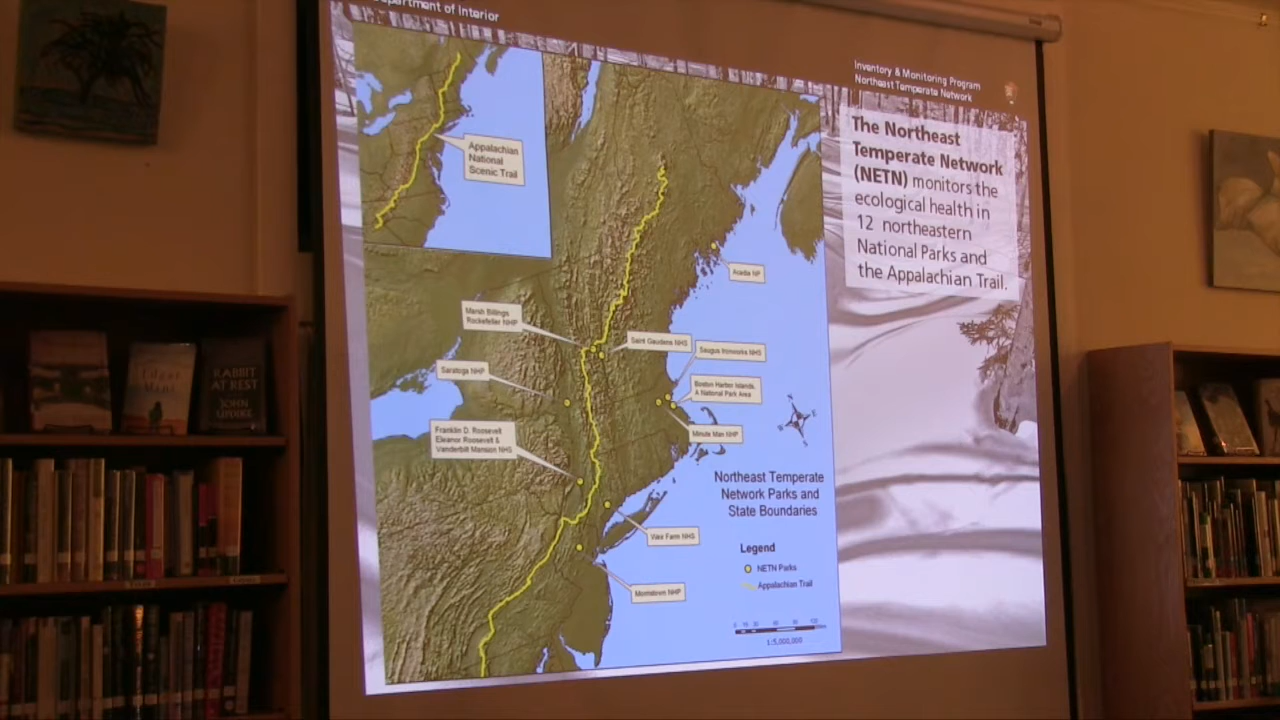 Department of Interior
Inventory & Monitoring Program
Northeast Temperate Network
The Northeast
Temperate Network
(NETN) monitors the
ecological health in
12 northeastern
National Parks and
the Appalachian Trail.
Appalachian
National
Scenic Trail
Acadia NP
Marsh Billings
Rockefeller NHP
Saint Gaudens NHS
Saugus Ironworks NHS
Saratoga NHP
Boston Harbor Islands,
A National Park Area
Minute Man NHP
Franklin D. Roosevelt
Eleanor Roosevelt &
Vanderbilt Mansion NHS
N
E
S
Northeast Temperate
Network Parks and
State Boundaries
Weir Farm NHS
Legend
NETN Parks
Appalachian Trail
Morristown NHP
1:5,000,000
RABBIT
AT REST
JOHN
UPDIKE